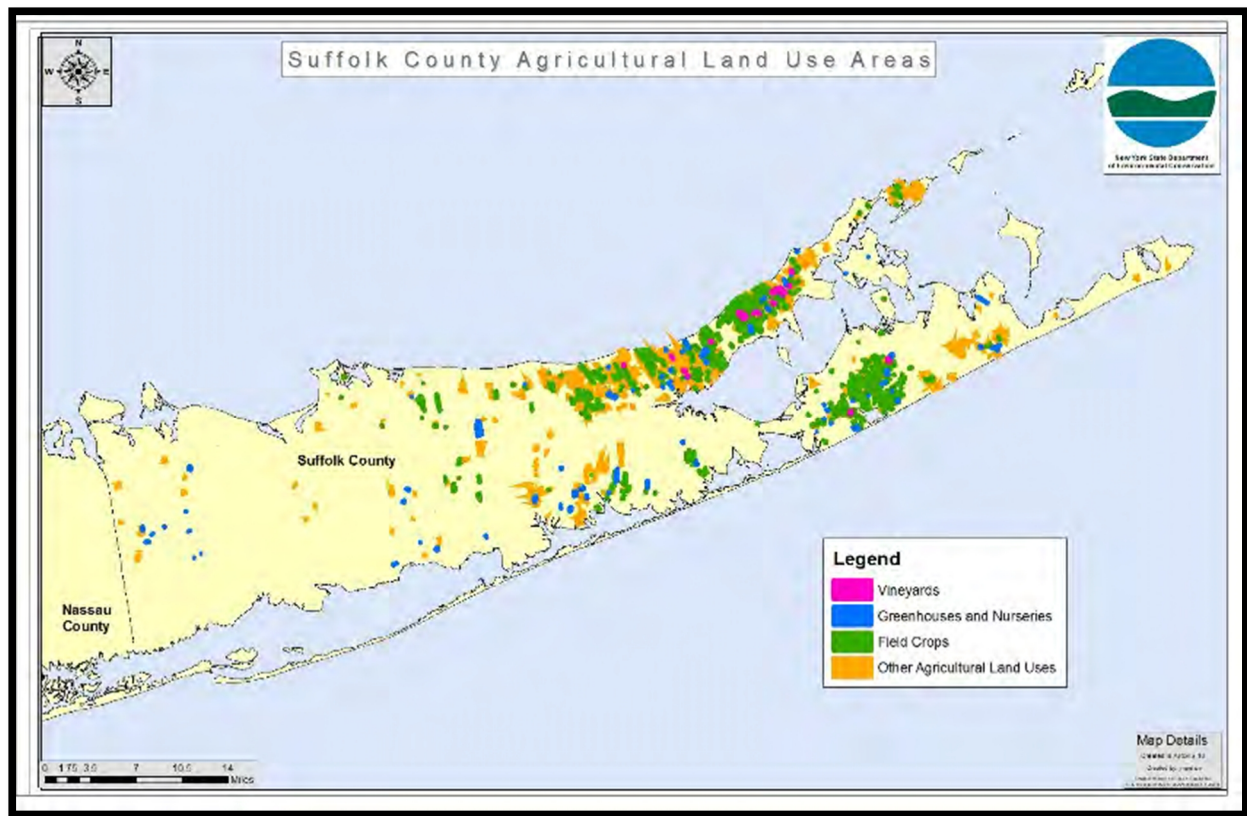 Suffolk County Agricultural Land Use Areas
N
W E
S
New York State Department
of Environmental Conservation
Suffolk County
Nassau
County
Legend
Vineyards
Greenhouses and Nurseries
Field Crops
Other Agricultural Land Uses
0 1.75 3.5 7 10.5 14
Miles
Map Details